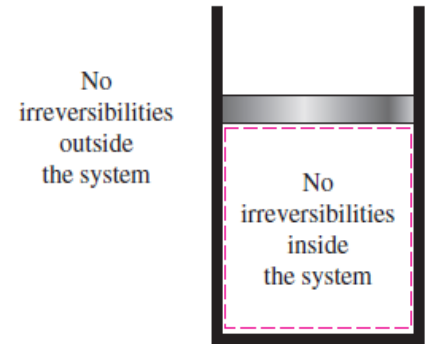 No
irreversibilities
outside
the system
No
irreversibilities
inside
the system